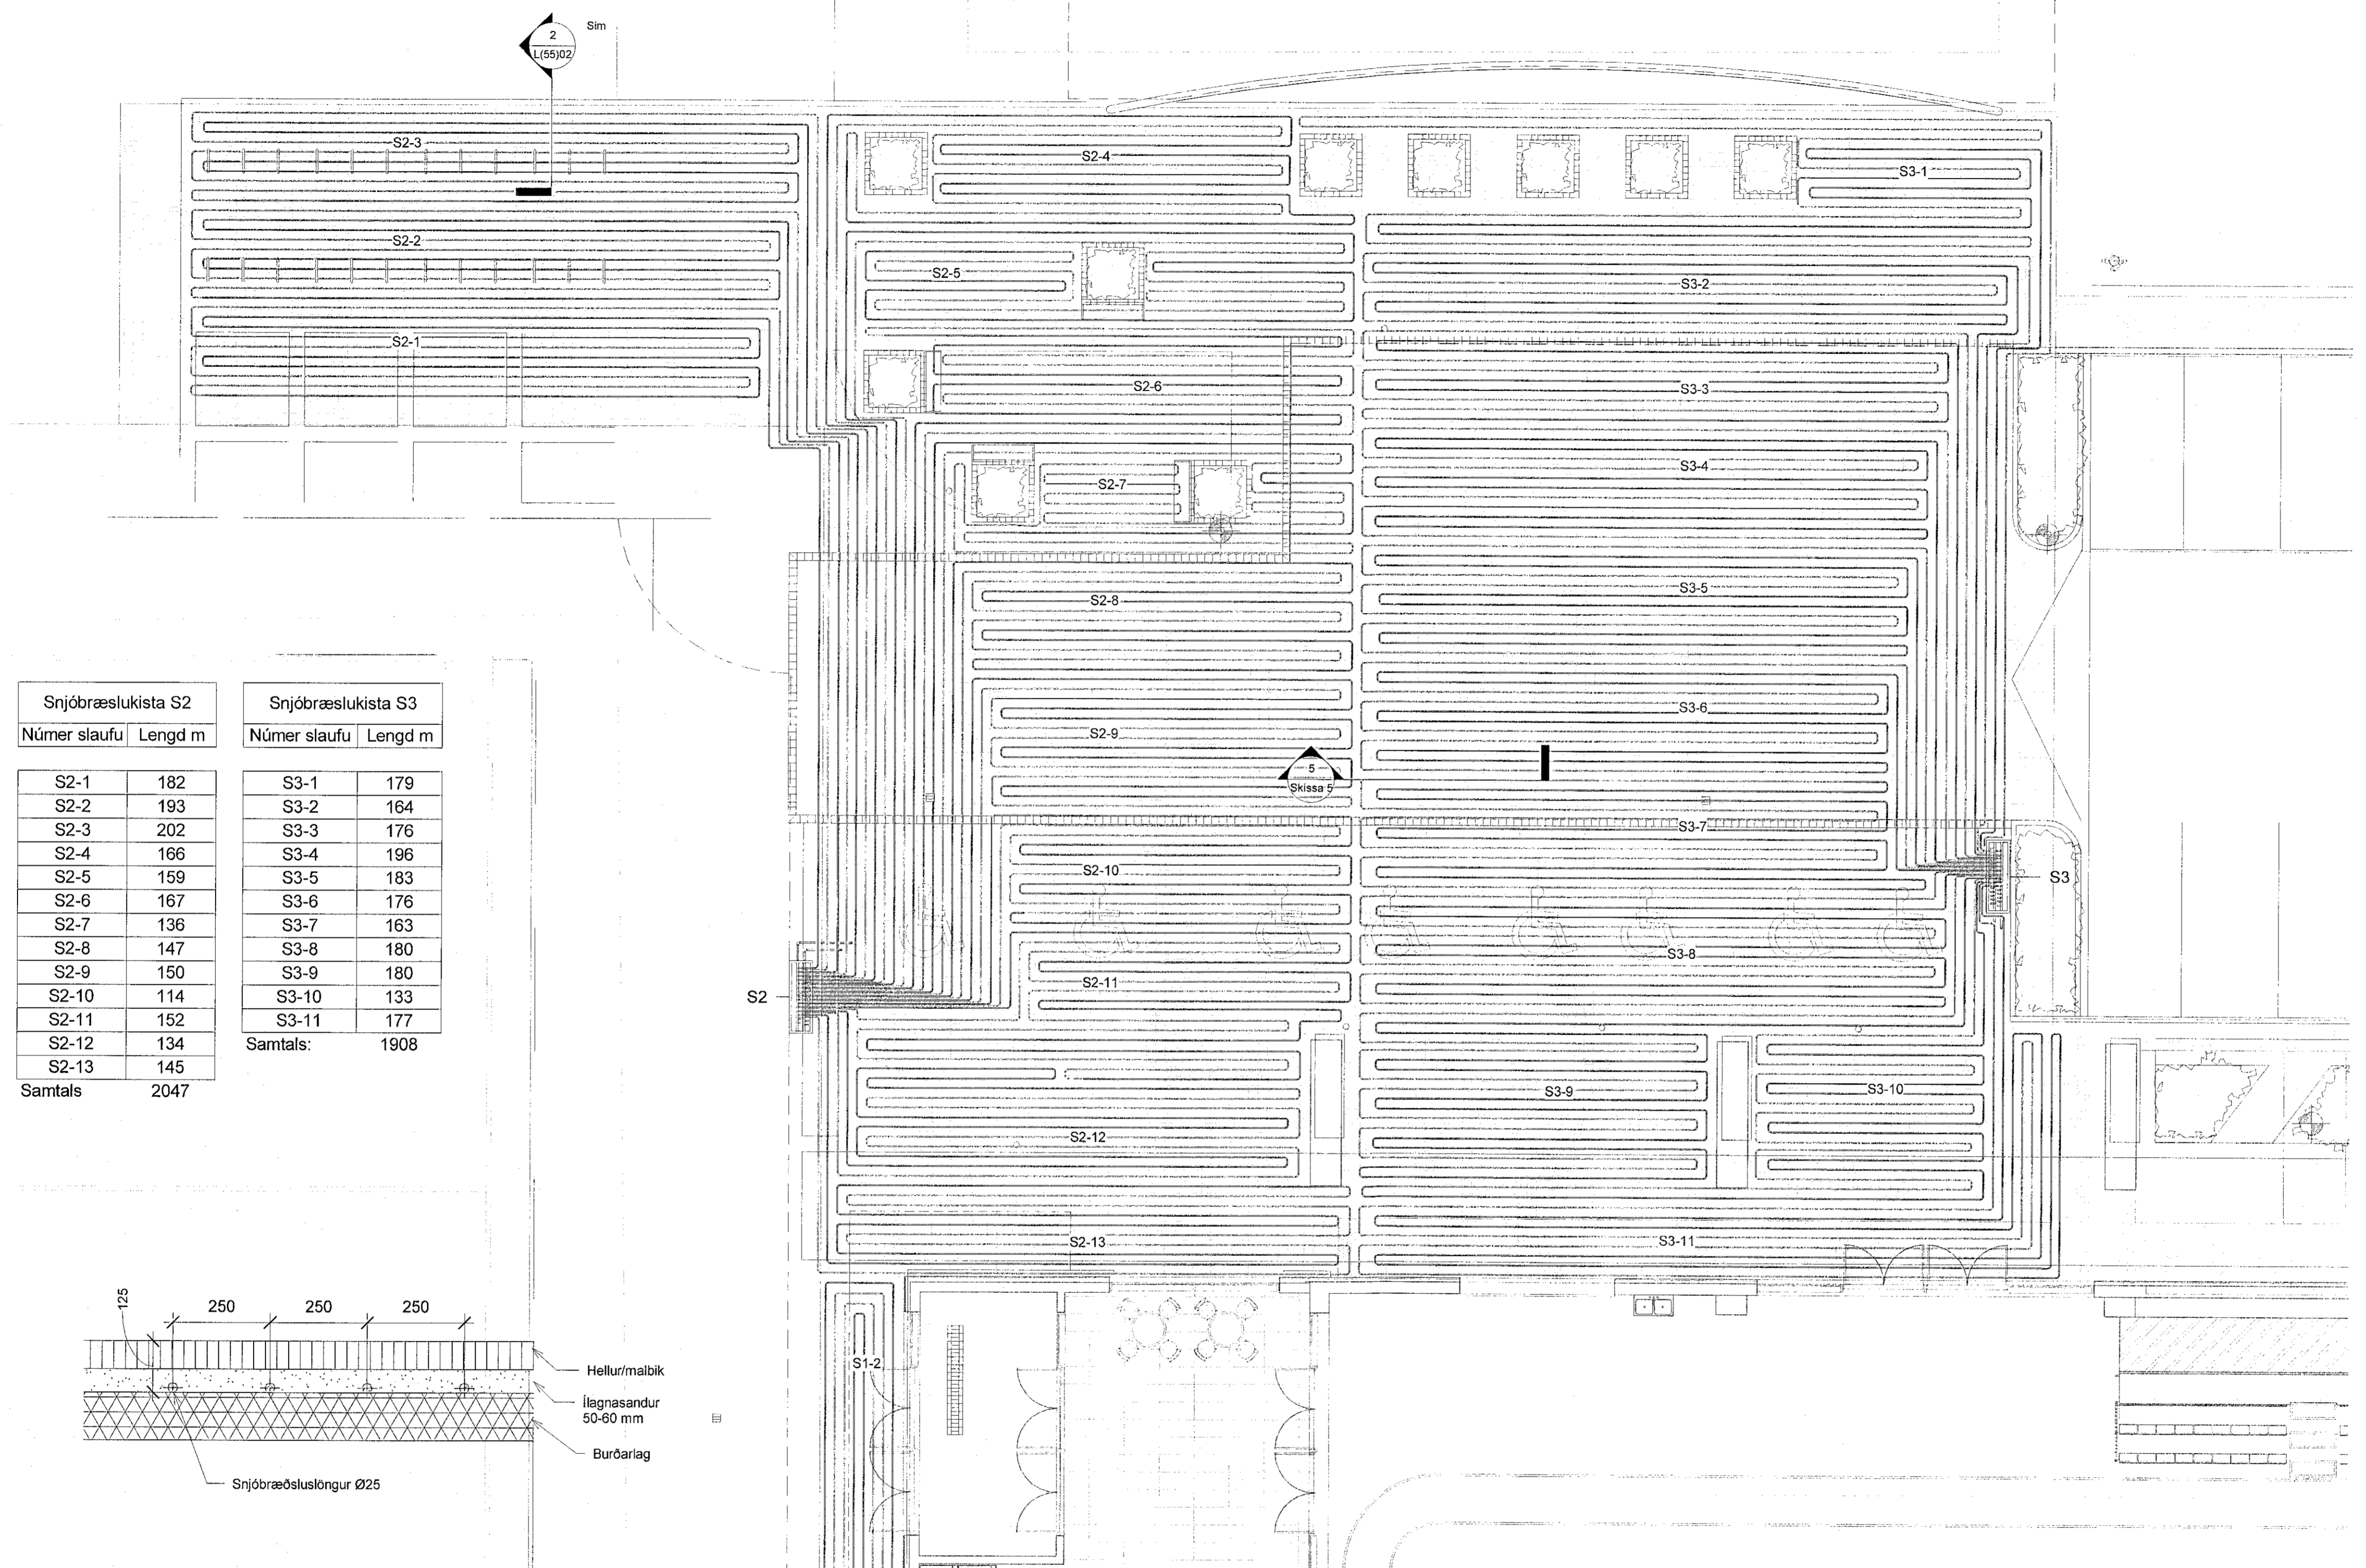 2
L(55)02
Sim
S2-3
S2-4
S3-1
S2-2
S2-5
S3-2
S2-1
S2-6
S3-3
S3-4
S2-7
S2-8
S3-5
S3-6
S2-9
5
Skissa 5
S3-7
S2-10
S3
S3-8
S2-11
S2
S3-9
S3-10
S2-12
S2-13
S3-11
S1-2
Snjóbræslukista S2
Númer slaufu Lengd m
S2-1 182
S2-2 193
S2-3 202
S2-4 166
S2-5 159
S2-6 167
S2-7 136
S2-8 147
S2-9 150
S2-10 114
S2-11 152
S2-12 134
S2-13 145
Samtals 2047
Snjóbræslukista S3
Númer slaufu Lengd m
S3-1 179
S3-2 164
S3-3 176
S3-4 196
S3-5 183
S3-6 176
S3-7 163
S3-8 180
S3-9 180
S3-10 133
S3-11 177
Samtals: 1908
125
250 250 250
Hellur/malbik
Ílagnasandur
50-60 mm
Burðarlag
Snjóbræðsluslöngur Ø25